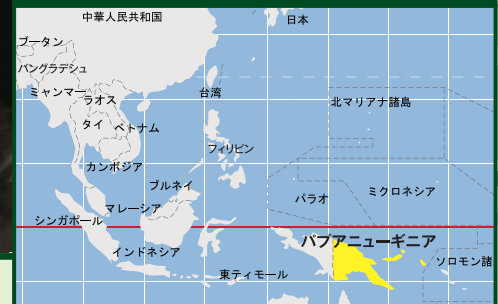 中華人民共和国
日本
ブータン
バングラデシュ
ミャンマー
ラオス
台湾
北マリアナ諸島
タイ
ベトナム
フィリピン
カンボジア
ブルネイ
ミクロネシア
パラオ
マレーシア
シンガポール
パプアニューギニア
インドネシア
ソロモン諸
東ティモール